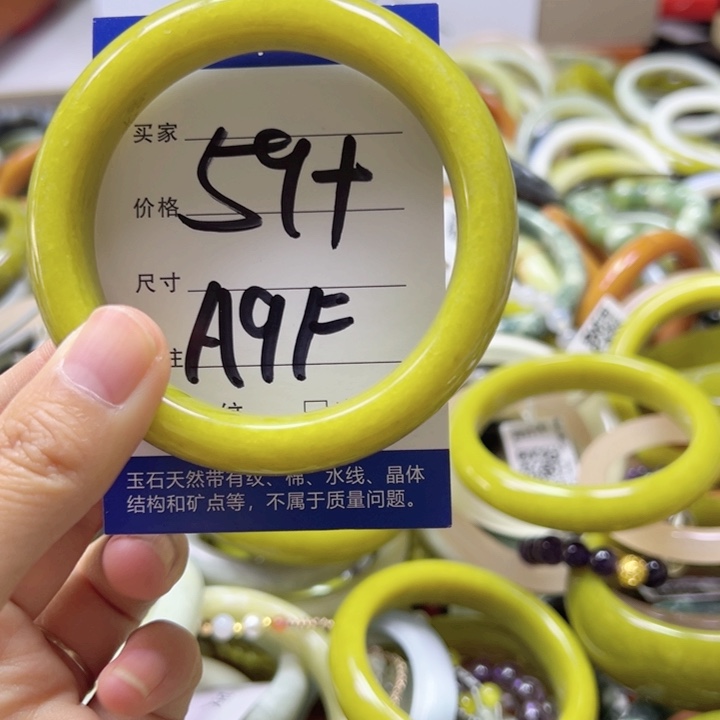 买家
59+
价格
尺寸
A9F
注
玉石天然带有纹、棉、水线、晶体
结构和矿点等，不属于质量问题。